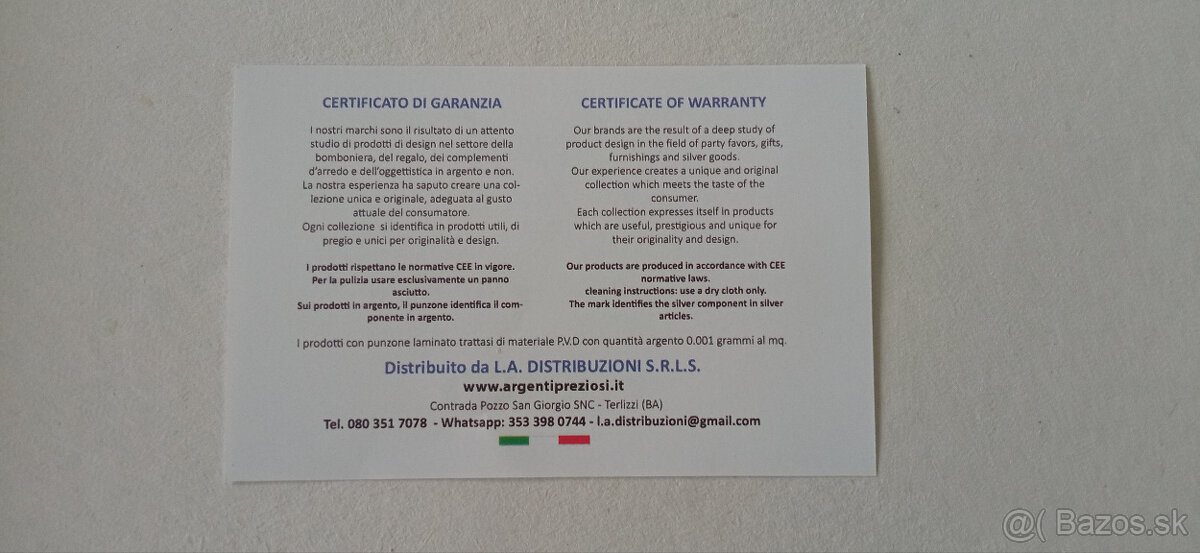 CERTIFICATO DI GARANZIA
I nostri marchi sono il risultato di un attento
studio di prodotti di design nel settore della
bomboniera, del regalo, dei complementi
d'arredo e dell'oggettistica in argento e non.
La nostra esperienza ha saputo creare una col-
lezione unica e originale, adeguata al gusto
attuale del consumatore.
Ogni collezione si identifica in prodotti utili, di
pregio e unici per originalità e design.
I prodotti rispettano le normative CEE in vigore.
Per la pulizia usare esclusivamente un panno
asciutto.
Sui prodotti in argento, il punzone identifica il com-
ponente in argento.
CERTIFICATE OF WARRANTY
Our brands are the result of a deep study of
product design in the field of party favors, gifts,
furnishings and silver goods.
Our experience creates a unique and original
collection which meets the taste of the
consumer.
Each collection expresses itself in products
which are useful, prestigious and unique for
their originality and design.
Our products are produced in accordance with CEE
normative laws.
cleaning instructions: use a dry cloth only.
The mark identifies the silver component in silver
articles.
I prodotti con punzone laminato trattasi di materiale P.V.D con quantità argento 0.001 grammi al mq.
Distribuito da L.A. DISTRIBUZIONI S.R.L.S.
www.argentipreziosi.it
Contrada Pozzo San Giorgio SNC - Terlizzi (BA)
Tel. 080 351 7078 - Whatsapp: 353 398 0744 - l.a.distribuzioni@gmail.com
@( Bazos.sk